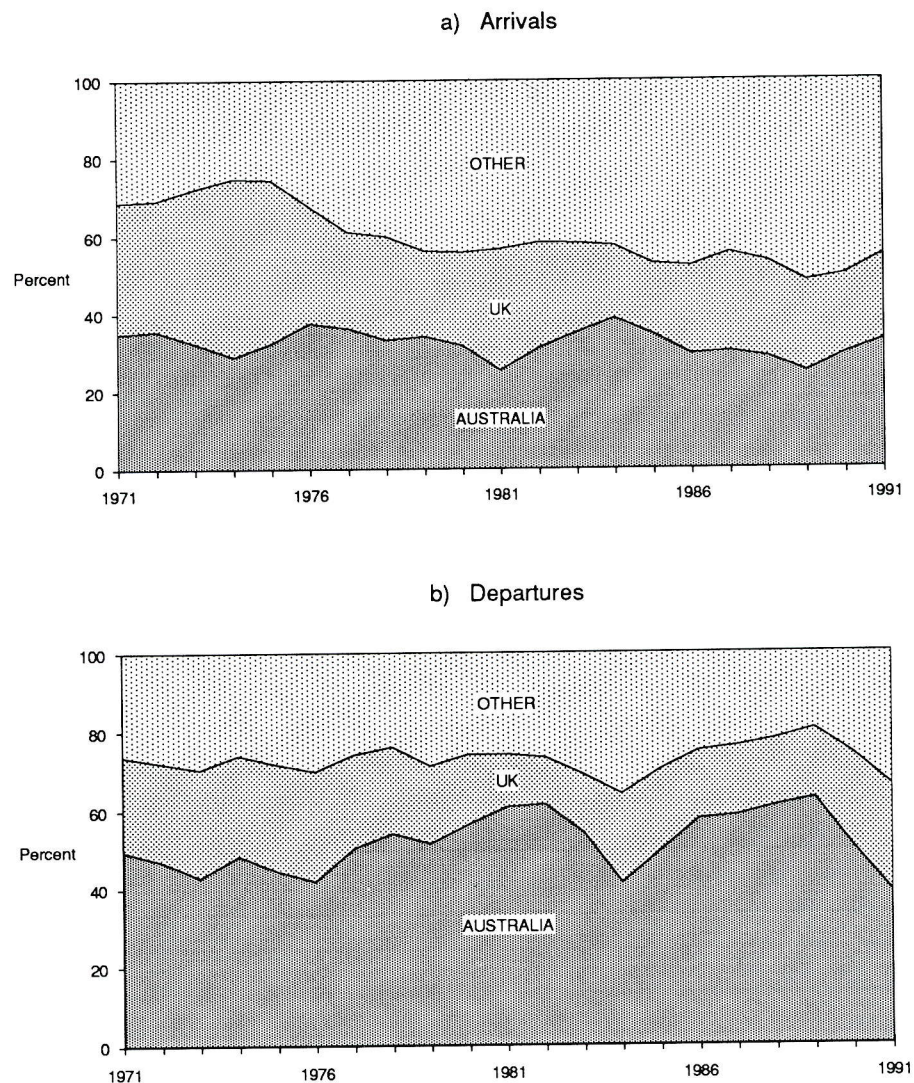 a) Arrivals
100
80
60
40
20
0
Percent
OTHER
UK
AUSTRALIA
1971 1976 1981 1986 1991
b) Departures
100
80
60
40
20
0
Percent
OTHER
UK
AUSTRALIA
1971 1976 1981 1986 1991